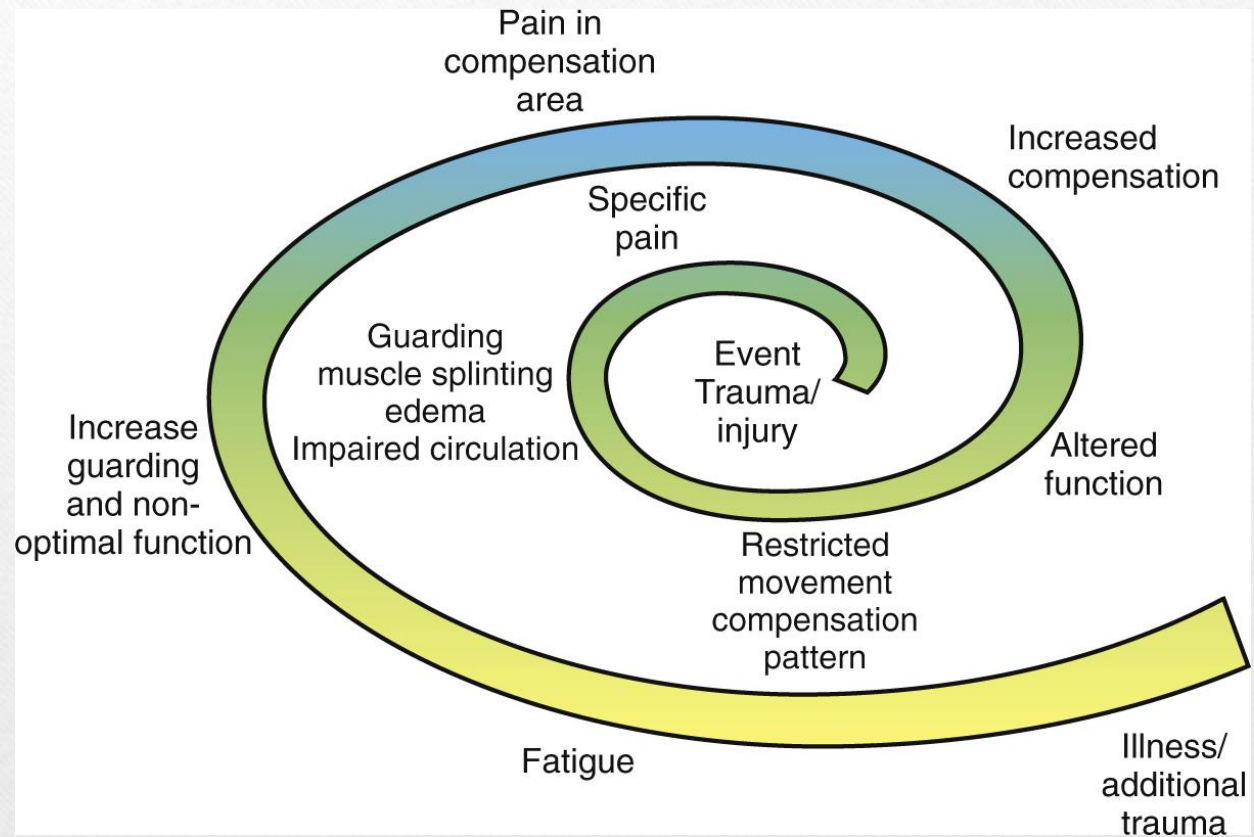 Pain in
compensation
area
Increased
compensation
Specific
pain
Guarding
muscle splinting
edema
Impaired circulation
Event
Trauma/
injury
Increase
guarding
and non-
optimal function
Altered
function
Restricted
movement
compensation
pattern
Fatigue
Illness/
additional
trauma